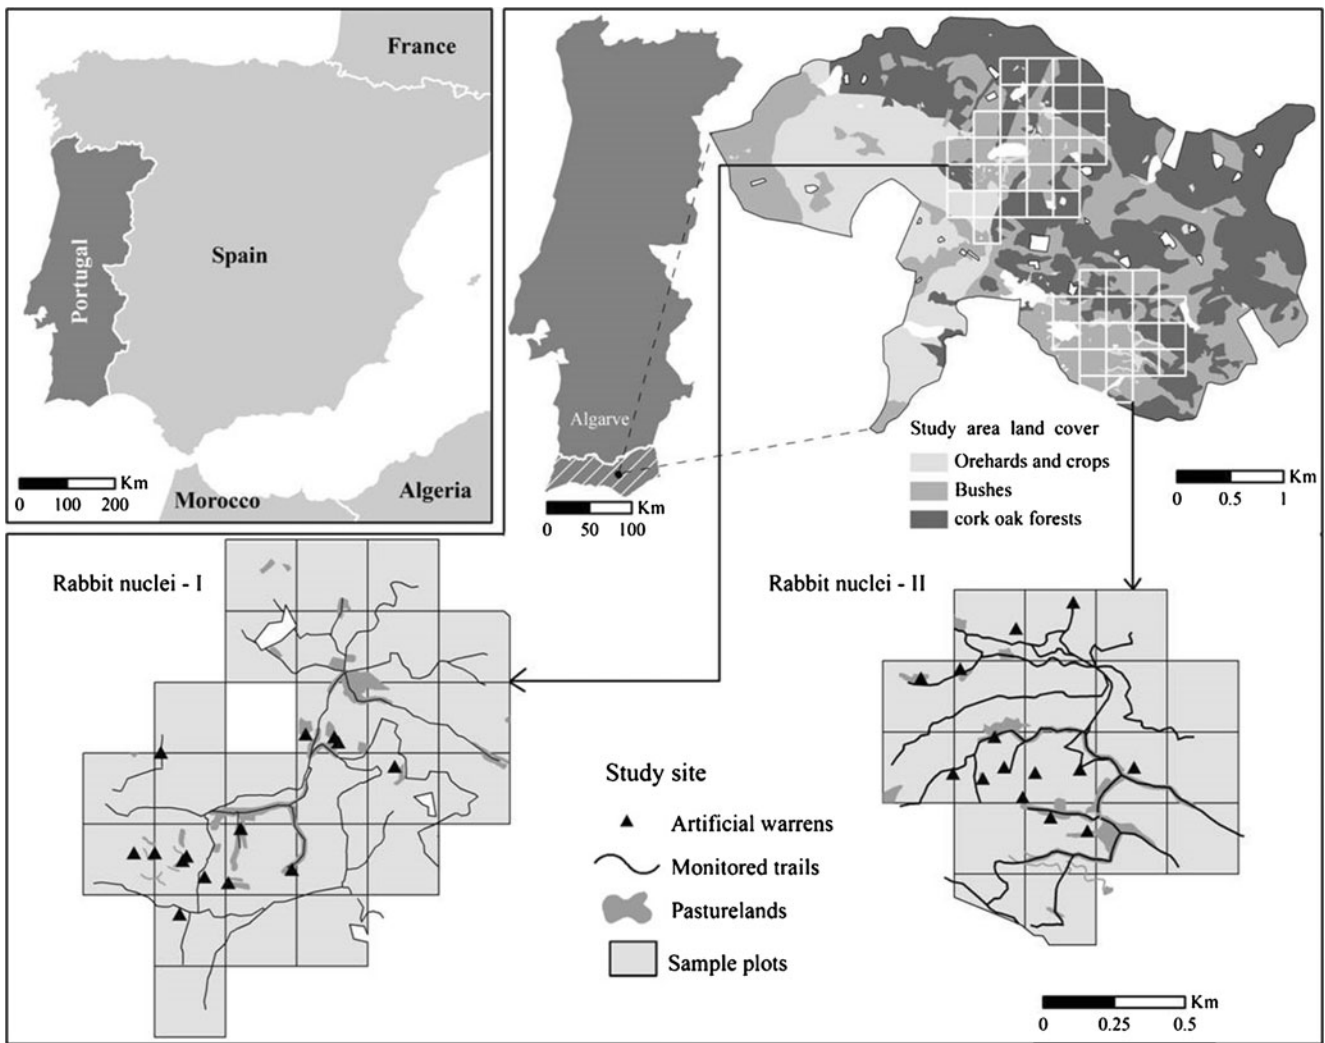 France
Portugal
Spain
Km
0 100 200
Morocco
Algeria
Algarve
Km
0 50 100
Study area land cover
Orehards and crops
Bushes
cork oak forests
Km
0 0.5 1
Rabbit nuclei - I
Rabbit nuclei - II
Study site
Artificial warrens
Monitored trails
Pasturelands
Sample plots
Km
0 0.25 0.5